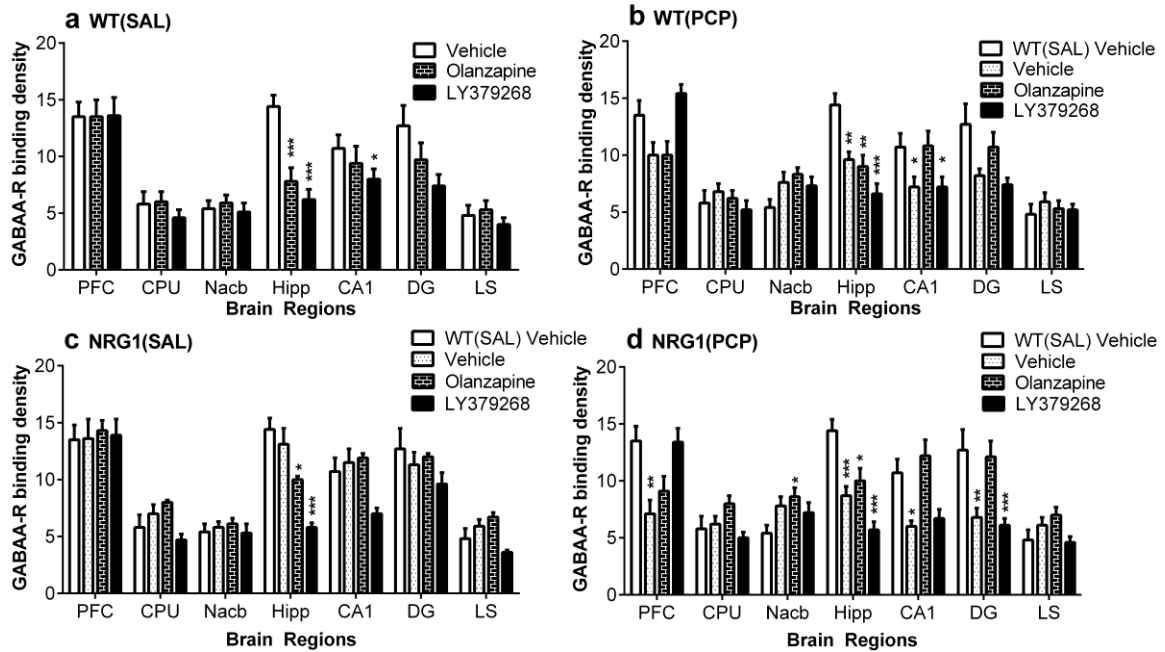 a WT(SAL)
Vehicle
Olanzapine
LY379268
GABAA-R binding density
20
15
10
5
0
*** *** *
PFC CPU Nacb Hipp CA1 DG LS
Brain Regions
b WT(PCP)
WT(SAL) Vehicle
Vehicle
Olanzapine
LY379268
GABAA-R binding density
20
15
10
5
0
** ** *** * *
PFC CPU Nacb Hipp CA1 DG LS
Brain Regions
c NRG1(SAL)
WT(SAL) Vehicle
Vehicle
Olanzapine
LY379268
GABAA-R binding density
20
15
10
5
0
* ***
PFC CPU Nacb Hipp CA1 DG LS
Brain Regions
d NRG1(PCP)
WT(SAL) Vehicle
Vehicle
Olanzapine
LY379268
GABAA-R binding density
20
15
10
5
0
** * *** * *** * ** ***
PFC CPU Nacb Hipp CA1 DG LS
Brain Regions